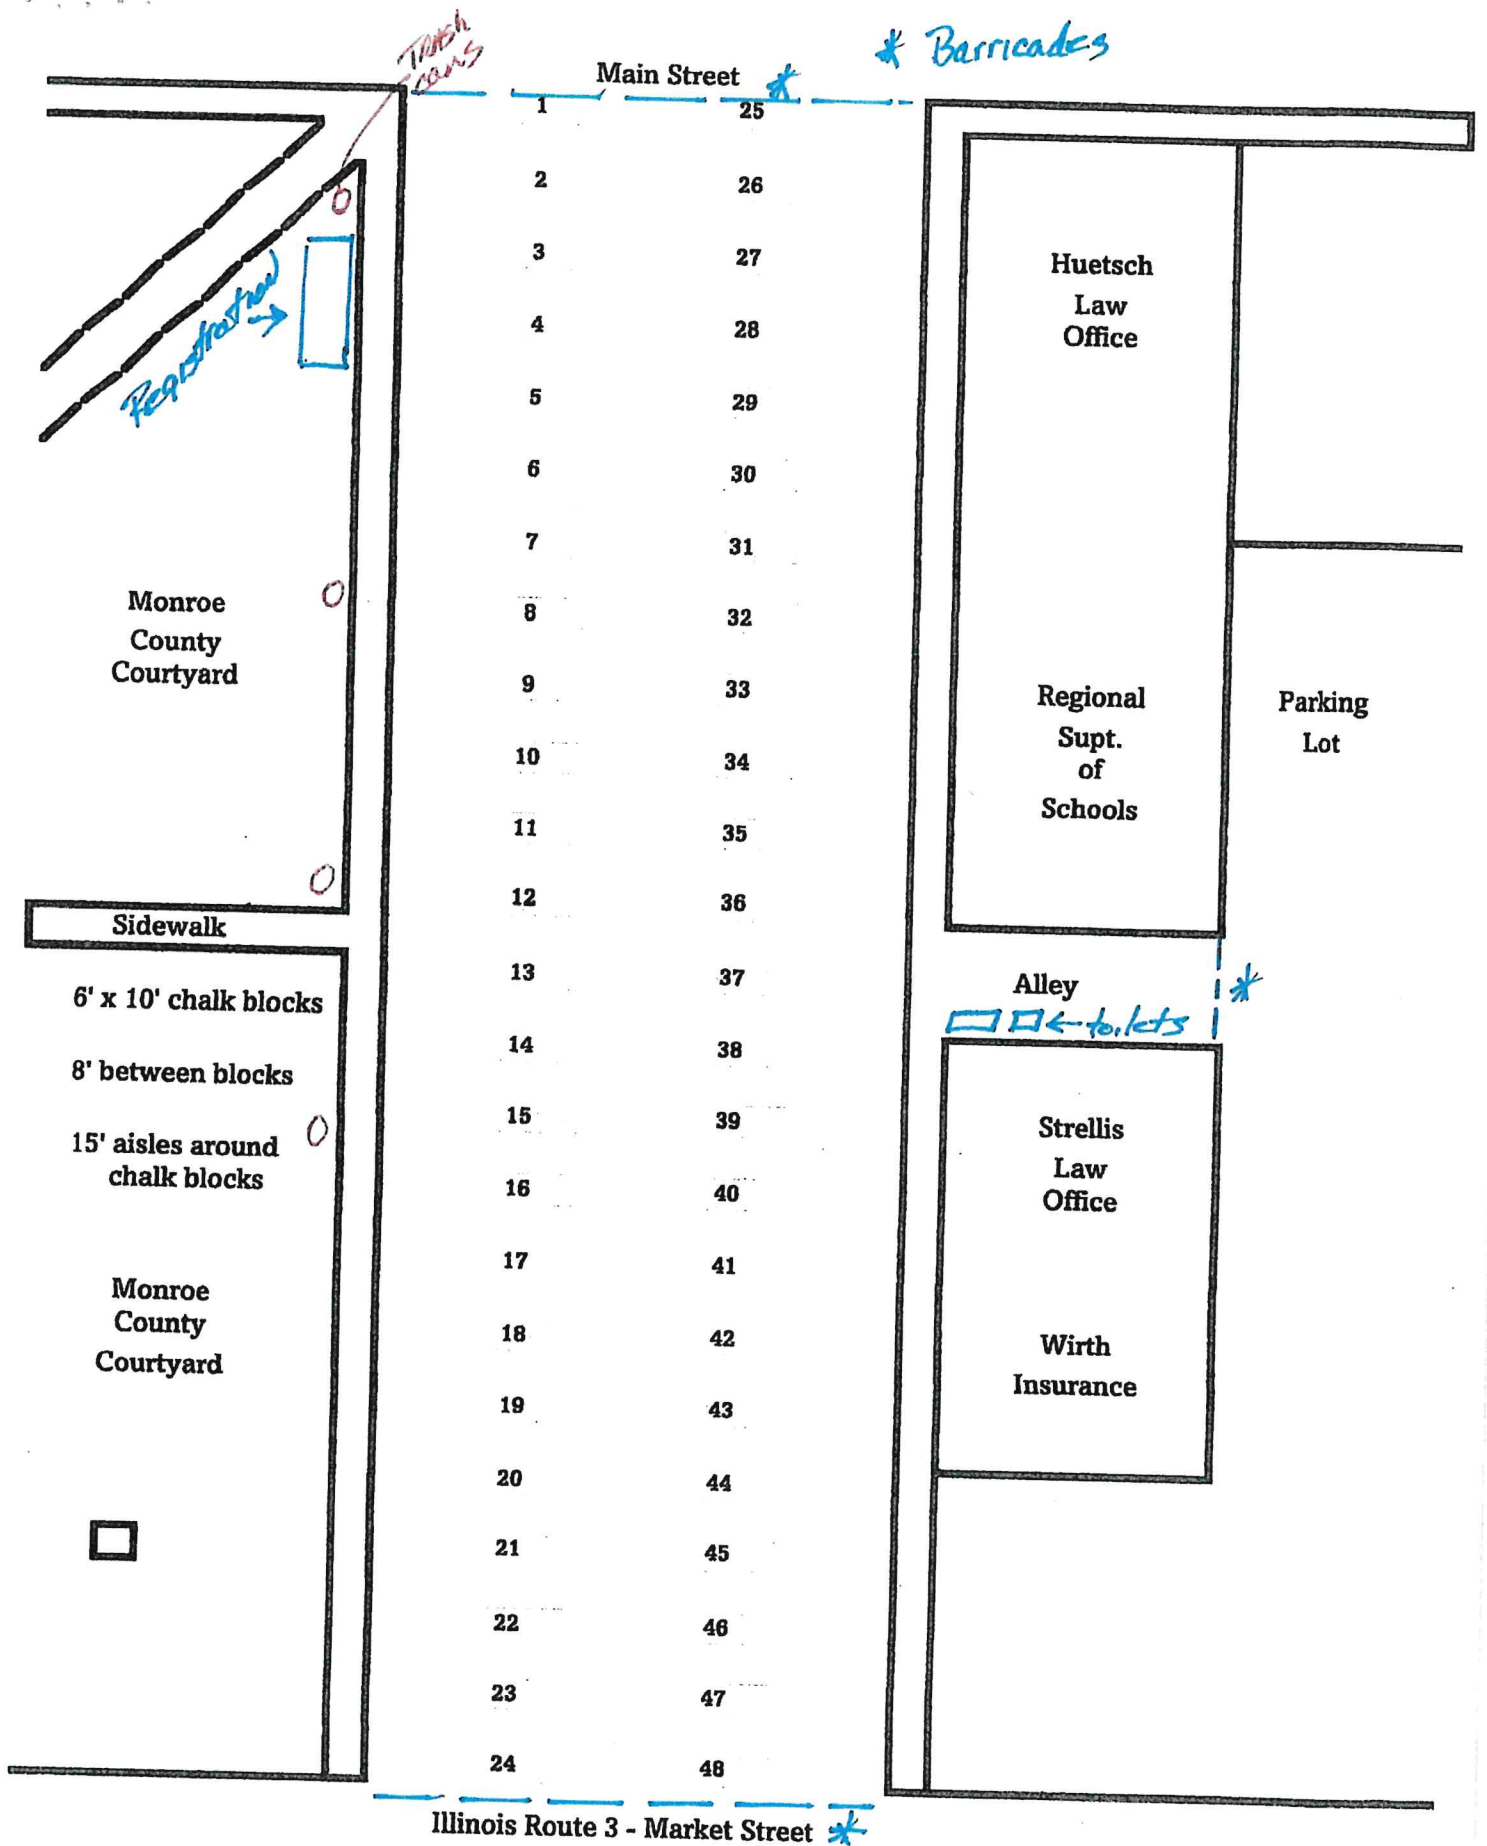 Trash
cans
* Barricades
Main Street *
1 25
2 26
3 27
4 28
5 29
6 30
7 31
8 32
9 33
10 34
11 35
12 36
13 37
14 38
15 39
16 40
17 41
18 42
19 43
20 44
21 45
22 46
23 47
24 48
Registration →
Monroe
County
Courtyard
Sidewalk
6' x 10' chalk blocks
8' between blocks
15' aisles around
chalk blocks
Monroe
County
Courtyard
Huetsch
Law
Office
Regional
Supt.
of
Schools
Parking
Lot
Alley *
← toilets
Strellis
Law
Office
Wirth
Insurance
Illinois Route 3 - Market Street *